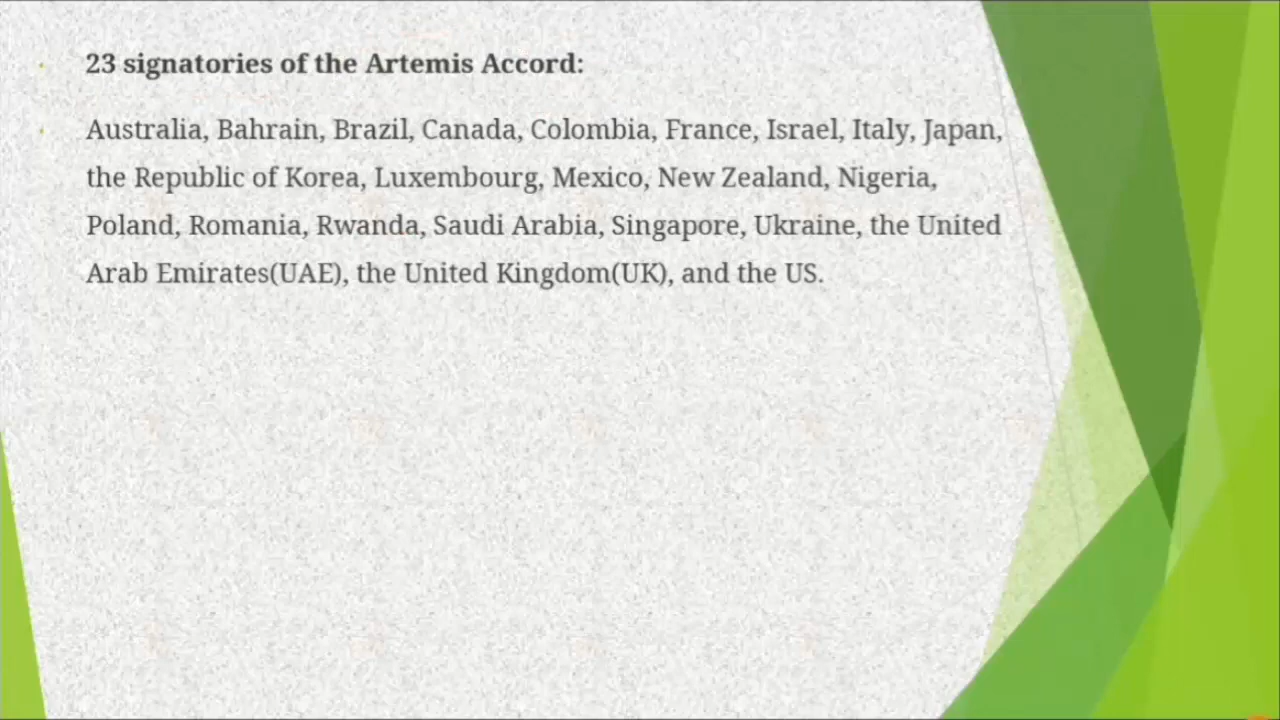 23 signatories of the Artemis Accord:
Australia, Bahrain, Brazil, Canada, Colombia, France, Israel, Italy, Japan,
the Republic of Korea, Luxembourg, Mexico, New Zealand, Nigeria,
Poland, Romania, Rwanda, Saudi Arabia, Singapore, Ukraine, the United
Arab Emirates(UAE), the United Kingdom(UK), and the US.